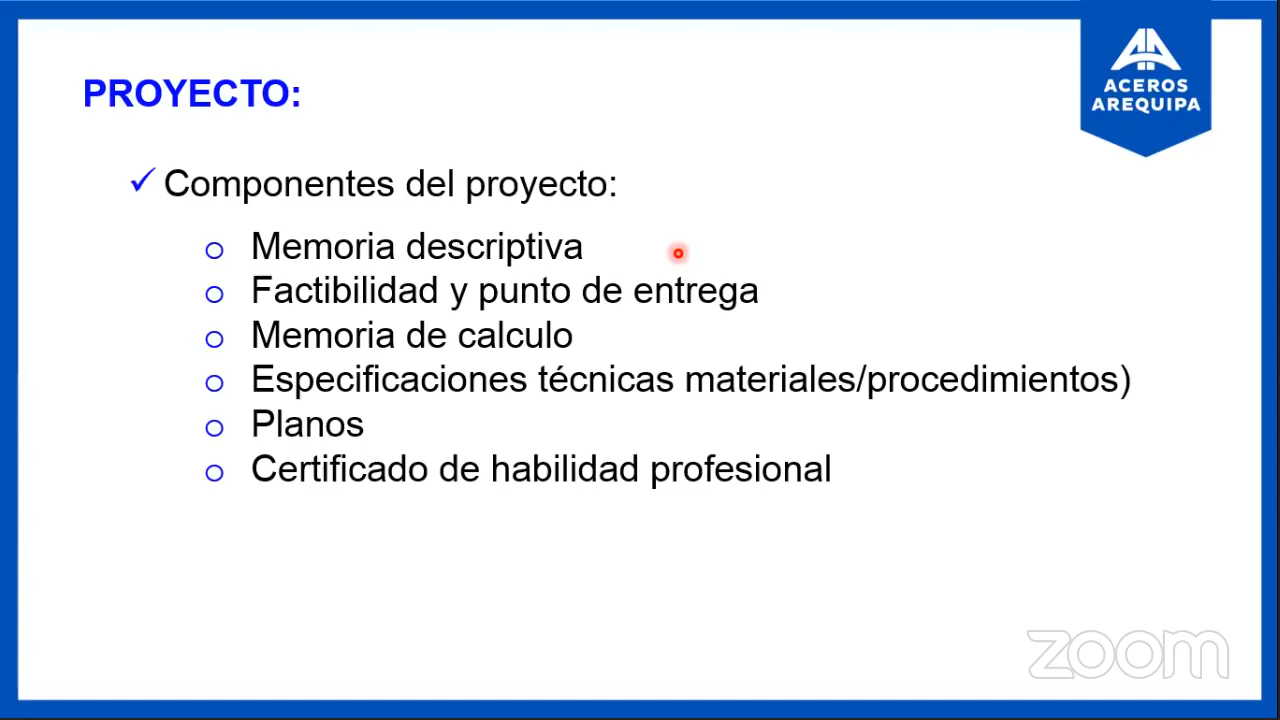 PROYECTO:
ACEROS
AREQUIPA
Componentes del proyecto:
Memoria descriptiva
Factibilidad y punto de entrega
Memoria de calculo
Especificaciones técnicas materiales/procedimientos)
Planos
Certificado de habilidad profesional
zoom